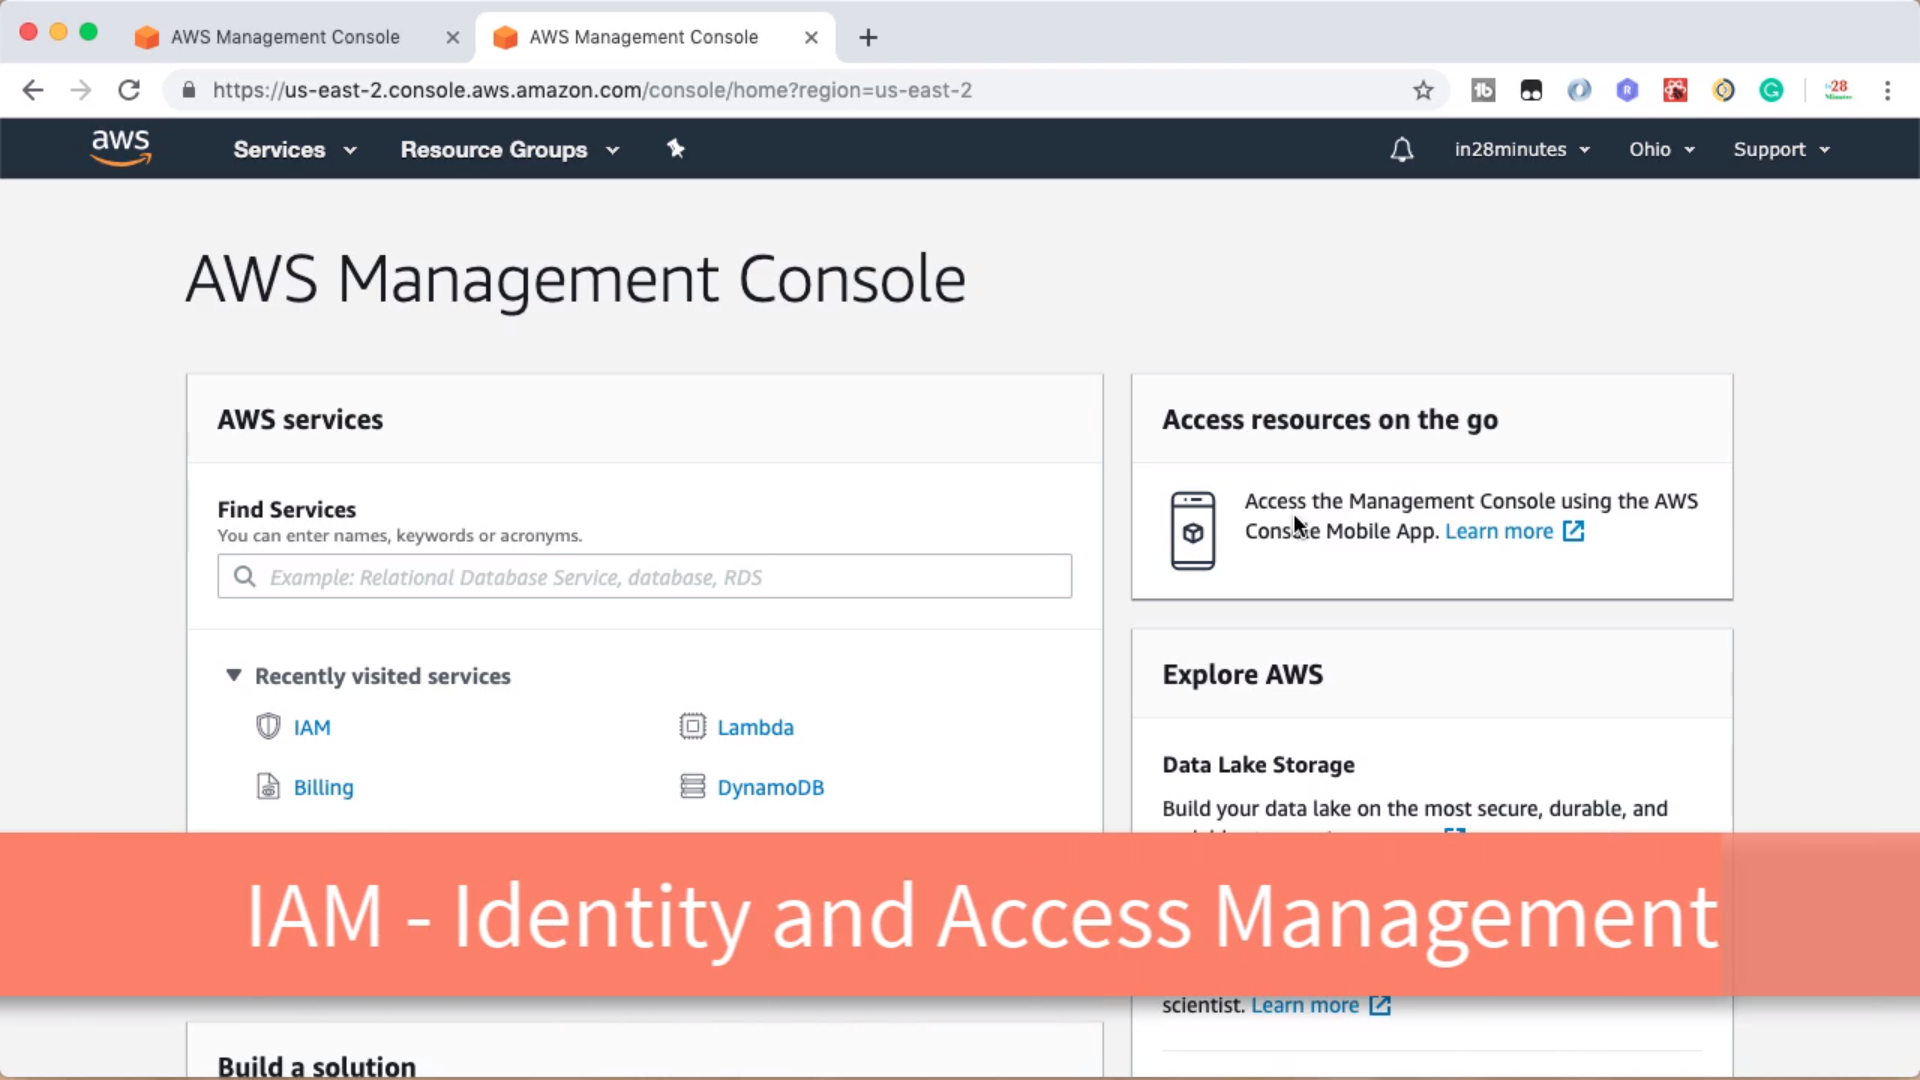 AWS Management Console
AWS Management Console
https://us-east-2.console.aws.amazon.com/console/home?region=us-east-2
aws
Services
Resource Groups
in28minutes
Ohio
Support
AWS Management Console
AWS services
Find Services
You can enter names, keywords or acronyms.
Example: Relational Database Service, database, RDS
Recently visited services
IAM
Lambda
Billing
DynamoDB
Access resources on the go
Access the Management Console using the AWS
Console Mobile App. Learn more
Explore AWS
Data Lake Storage
Build your data lake on the most secure, durable, and
IAM - Identity and Access Management
scientist. Learn more
Build a solution